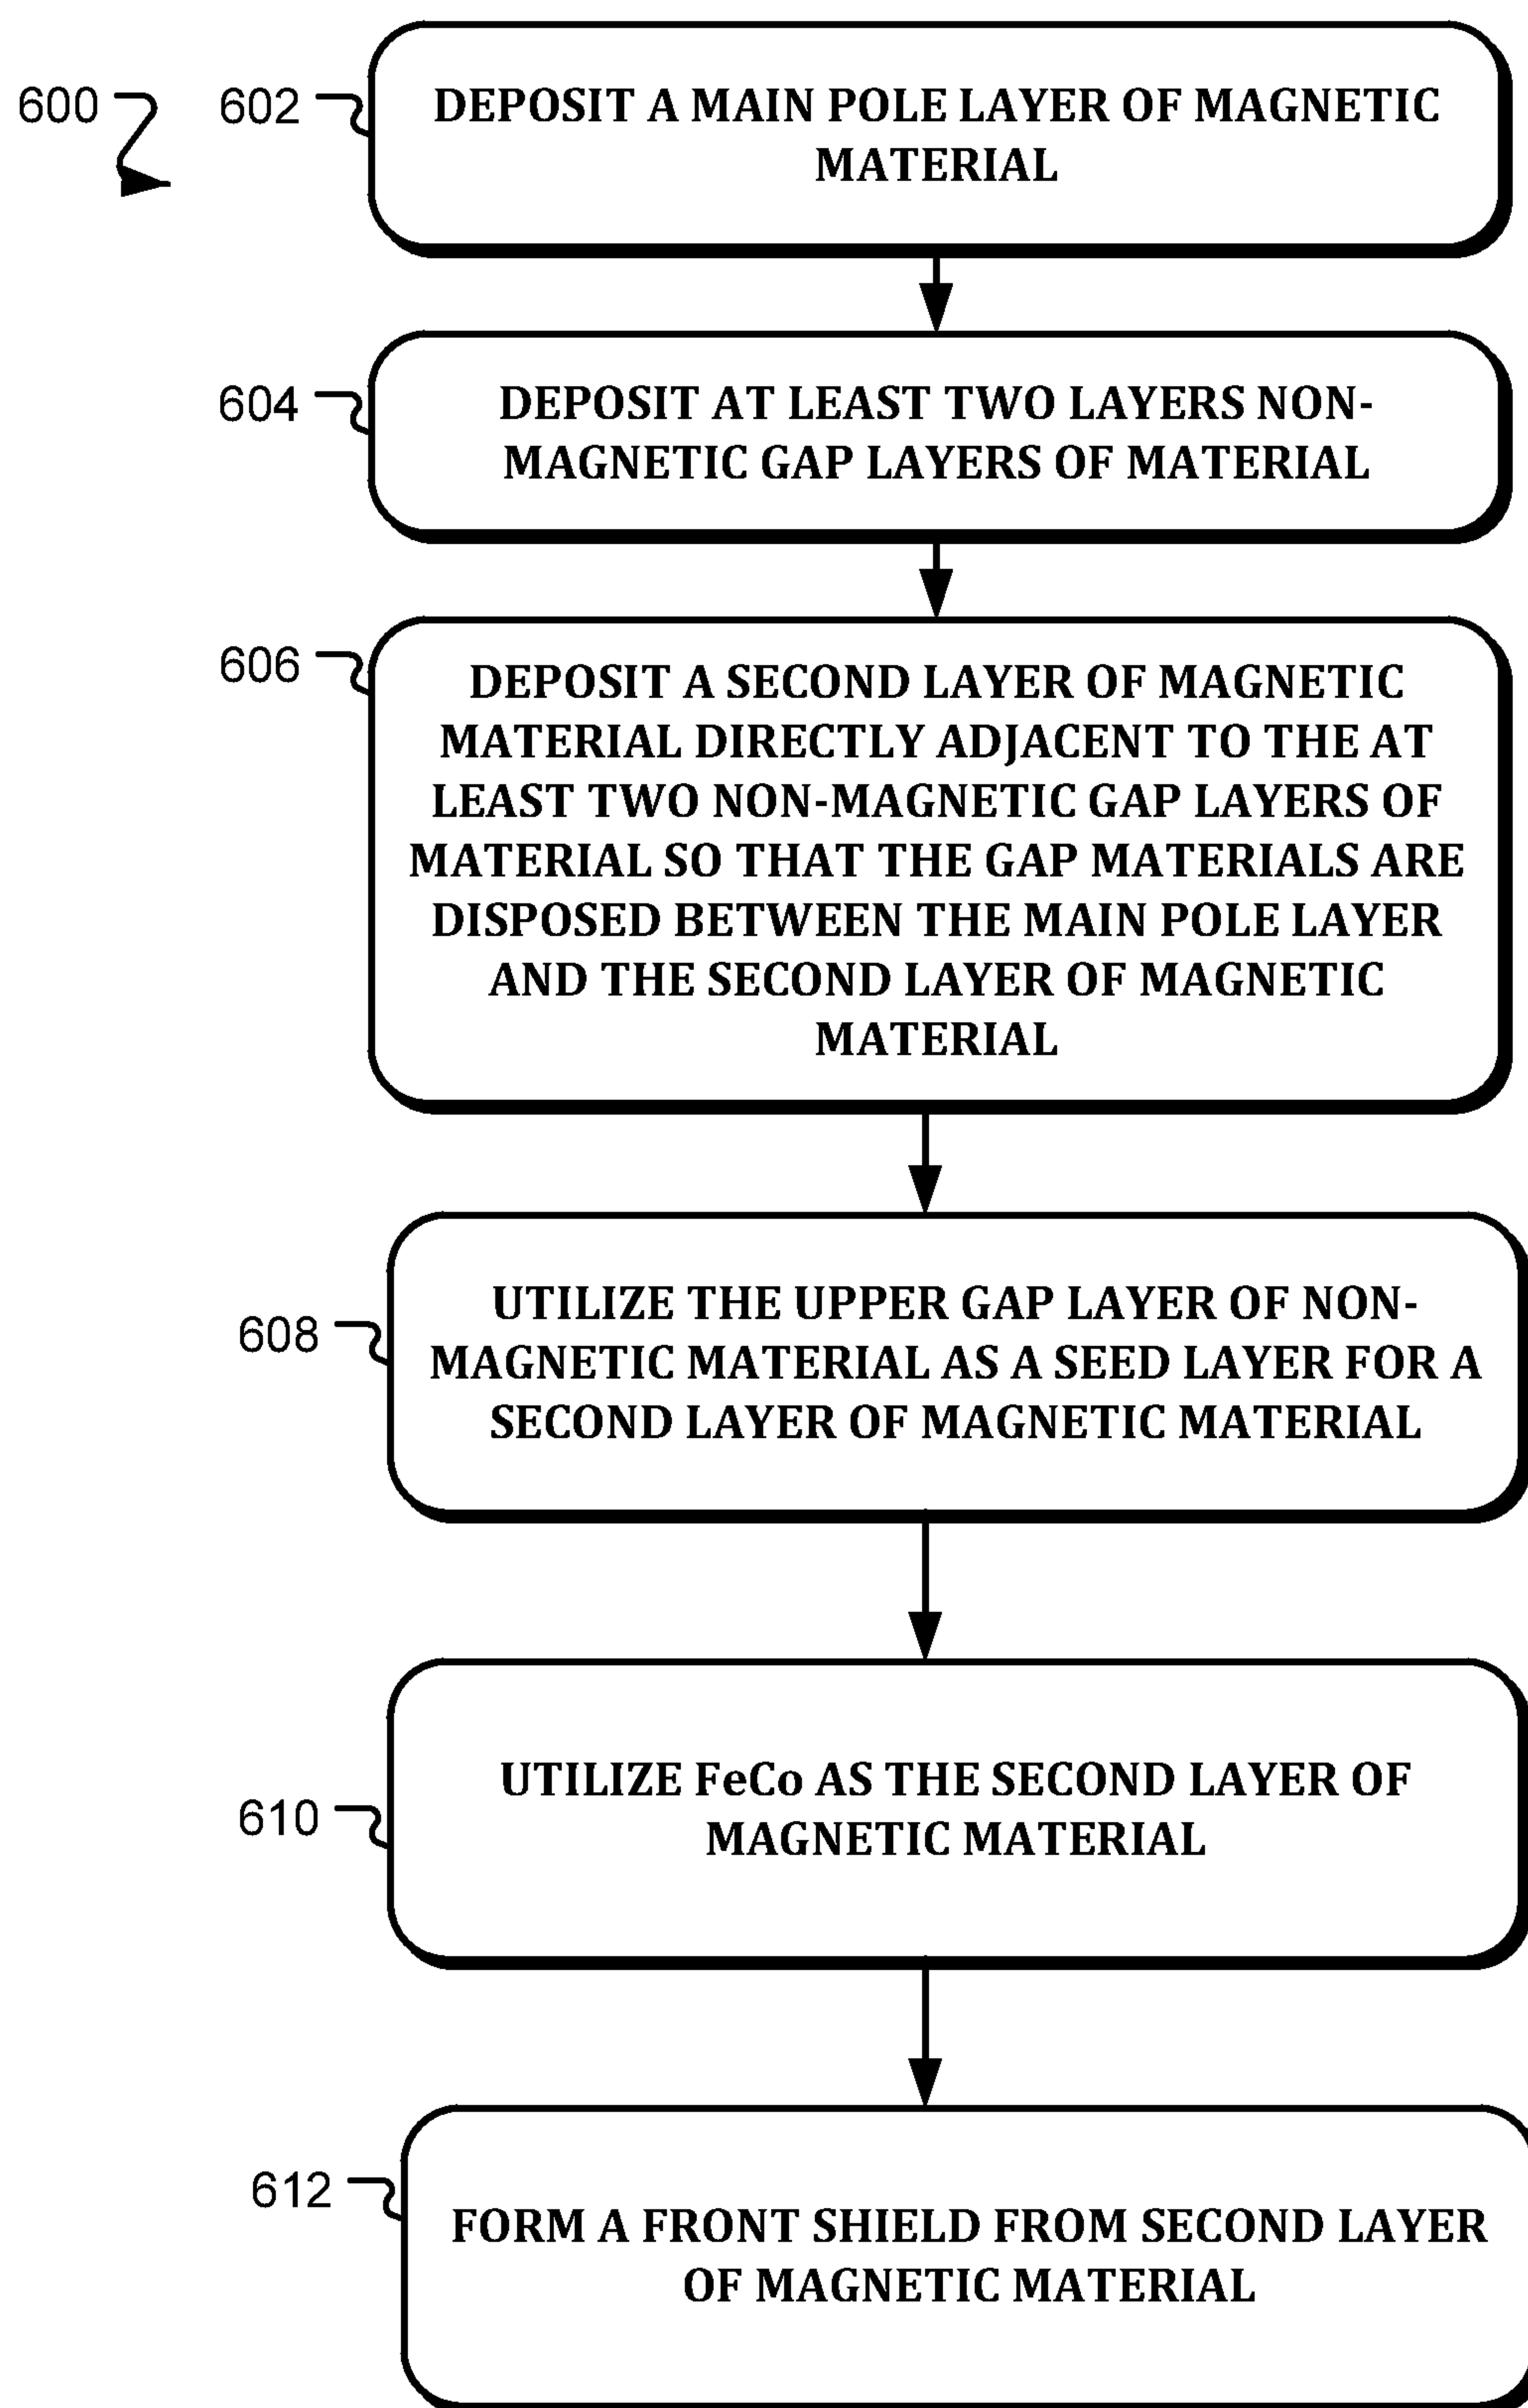 600
602
DEPOSIT A MAIN POLE LAYER OF MAGNETIC
MATERIAL
604
DEPOSIT AT LEAST TWO LAYERS NON-
MAGNETIC GAP LAYERS OF MATERIAL
606
DEPOSIT A SECOND LAYER OF MAGNETIC
MATERIAL DIRECTLY ADJACENT TO THE AT
LEAST TWO NON-MAGNETIC GAP LAYERS OF
MATERIAL SO THAT THE GAP MATERIALS ARE
DISPOSED BETWEEN THE MAIN POLE LAYER
AND THE SECOND LAYER OF MAGNETIC
MATERIAL
608
UTILIZE THE UPPER GAP LAYER OF NON-
MAGNETIC MATERIAL AS A SEED LAYER FOR A
SECOND LAYER OF MAGNETIC MATERIAL
610
UTILIZE FeCo AS THE SECOND LAYER OF
MAGNETIC MATERIAL
612
FORM A FRONT SHIELD FROM SECOND LAYER
OF MAGNETIC MATERIAL